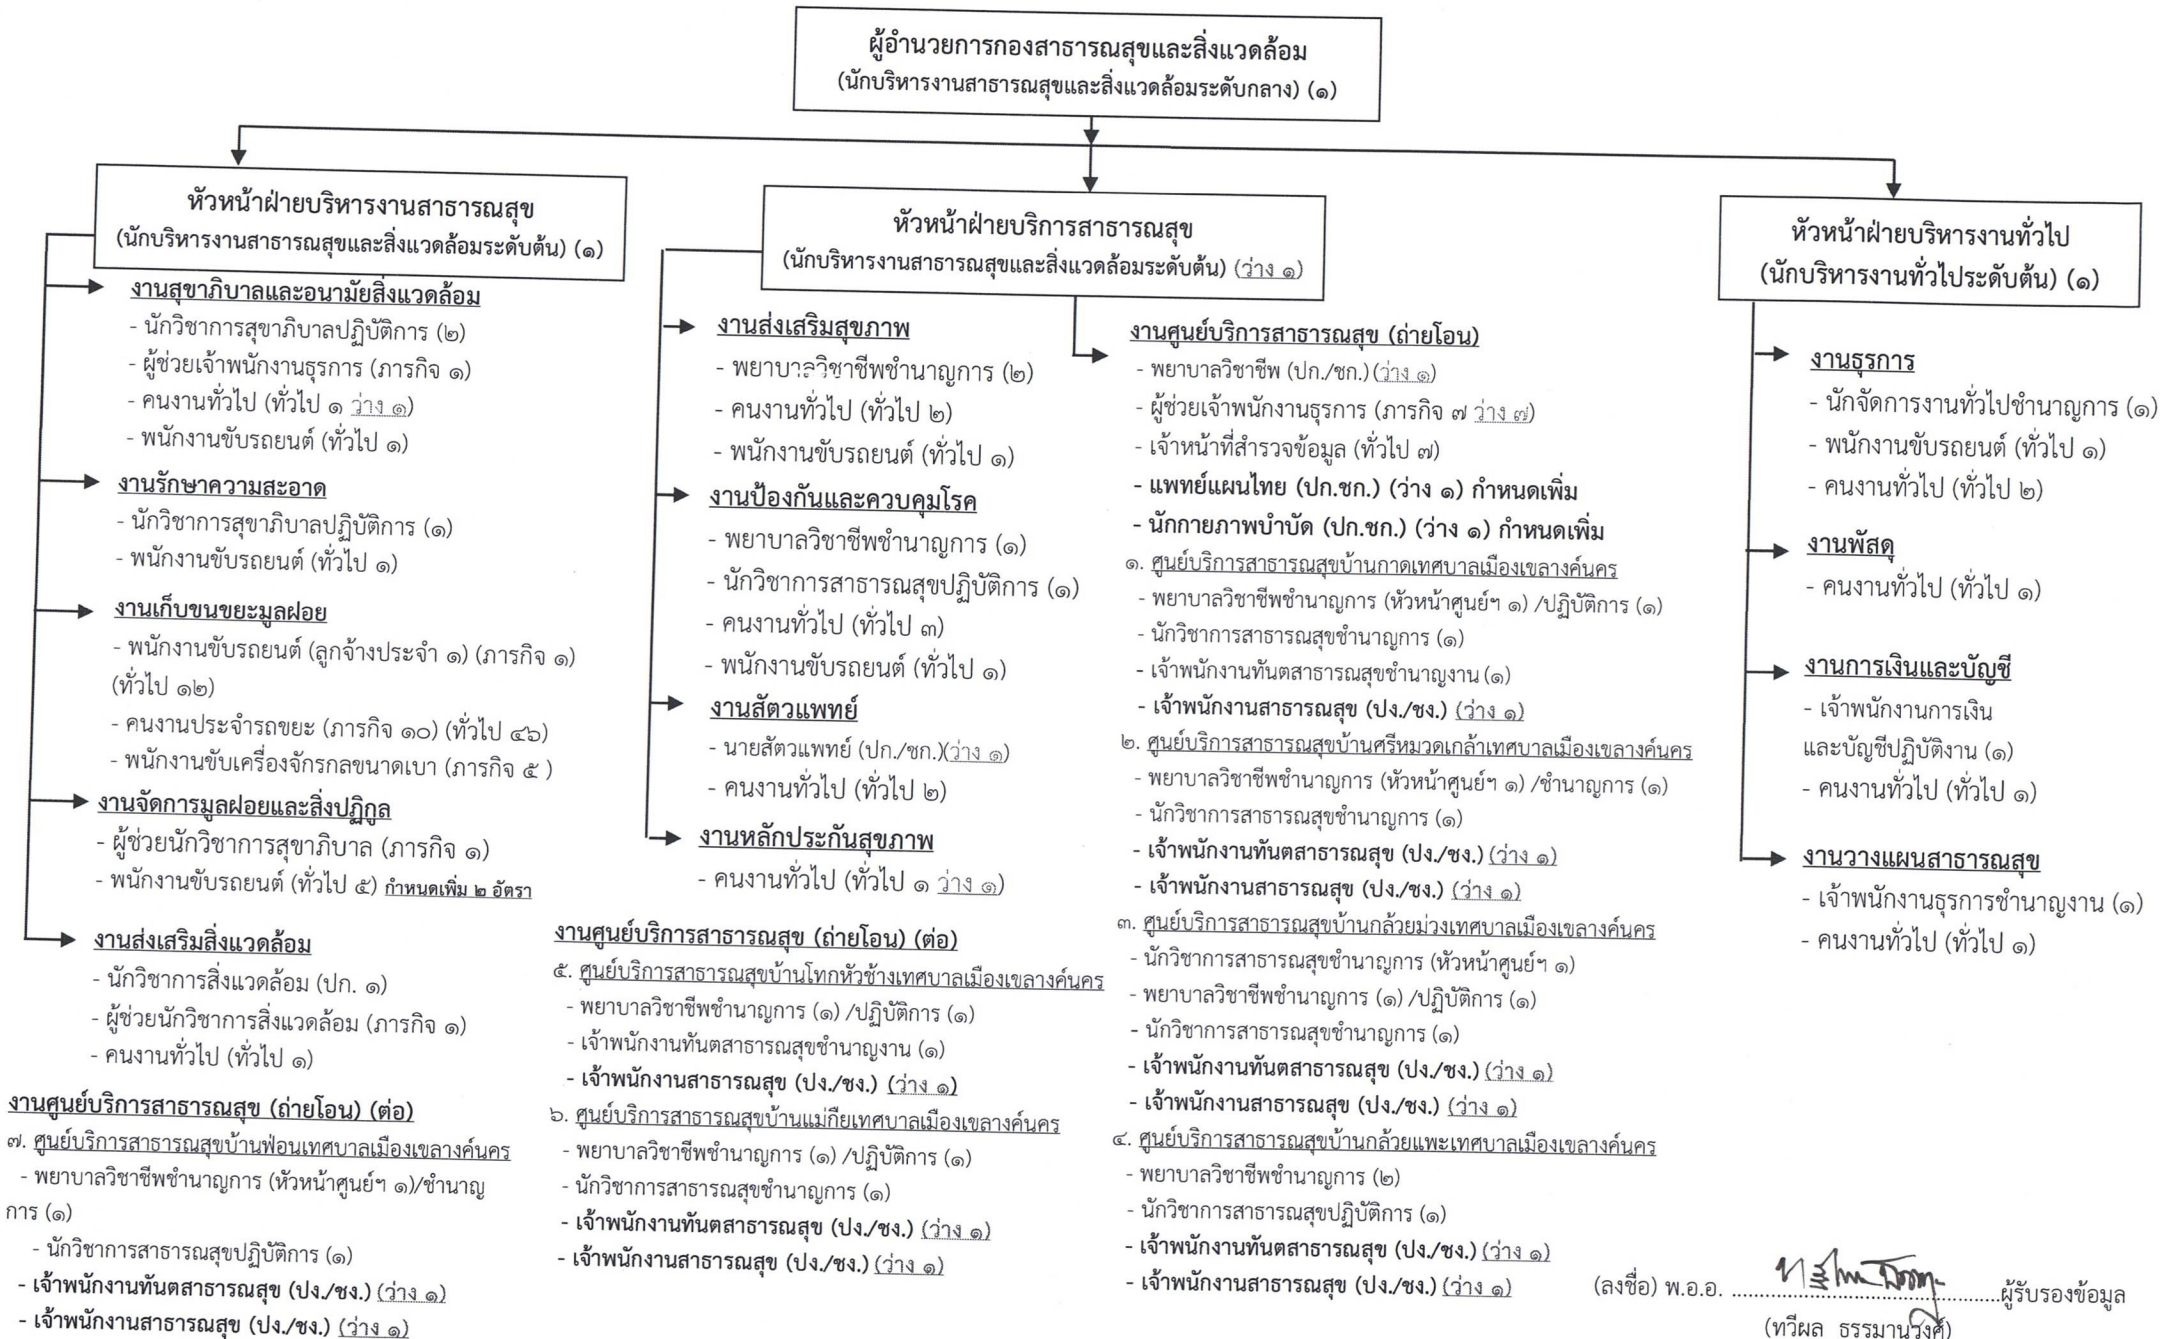 ผู้อำนวยการกองสาธารณสุขและสิ่งแวดล้อม
(นักบริหารงานสาธารณสุขและสิ่งแวดล้อมระดับกลาง) (๑)
หัวหน้าฝ่ายบริหารงานสาธารณสุข
(นักบริหารงานสาธารณสุขและสิ่งแวดล้อมระดับต้น) (๑)
งานสุขาภิบาลและอนามัยสิ่งแวดล้อม
- นักวิชาการสุขาภิบาลปฏิบัติการ (๒)
- ผู้ช่วยเจ้าพนักงานธุรการ (ภารกิจ ๑)
- คนงานทั่วไป (ทั่วไป ๑ ว่าง ๑)
- พนักงานขับรถยนต์ (ทั่วไป ๑)
งานรักษาความสะอาด
- นักวิชาการสุขาภิบาลปฏิบัติการ (๑)
- พนักงานขับรถยนต์ (ทั่วไป ๑)
งานเก็บขนขยะมูลฝอย
- พนักงานขับรถยนต์ (ลูกจ้างประจำ ๑) (ภารกิจ ๑)
(ทั่วไป ๑๒)
- คนงานประจำรถขยะ (ภารกิจ ๑๐) (ทั่วไป ๔๖)
- พนักงานขับเครื่องจักรกลขนาดเบา (ภารกิจ ๕ )
งานจัดการมูลฝอยและสิ่งปฏิกูล
- ผู้ช่วยนักวิชาการสุขาภิบาล (ภารกิจ ๑)
- พนักงานขับรถยนต์ (ทั่วไป ๕) กำหนดเพิ่ม ๒ อัตรา
งานส่งเสริมสิ่งแวดล้อม
- นักวิชาการสิ่งแวดล้อม (ปก. ๑)
- ผู้ช่วยนักวิชาการสิ่งแวดล้อม (ภารกิจ ๑)
- คนงานทั่วไป (ทั่วไป ๑)
หัวหน้าฝ่ายบริการสาธารณสุข
(นักบริหารงานสาธารณสุขและสิ่งแวดล้อมระดับต้น) (ว่าง ๑)
งานส่งเสริมสุขภาพ
- พยาบาลวิชาชีพชำนาญการ (๒)
- คนงานทั่วไป (ทั่วไป ๒)
- พนักงานขับรถยนต์ (ทั่วไป ๑)
งานป้องกันและควบคุมโรค
- พยาบาลวิชาชีพชำนาญการ (๑)
- นักวิชาการสาธารณสุขปฏิบัติการ (๑)
- คนงานทั่วไป (ทั่วไป ๓)
- พนักงานขับรถยนต์ (ทั่วไป ๑)
งานสัตวแพทย์
- นายสัตวแพทย์ (ปก./ชก.)(ว่าง ๑)
- คนงานทั่วไป (ทั่วไป ๒)
งานหลักประกันสุขภาพ
- คนงานทั่วไป (ทั่วไป ๑ ว่าง ๑)
งานศูนย์บริการสาธารณสุข (ถ่ายโอน)
- พยาบาลวิชาชีพ (ปก./ชก.) (ว่าง ๑)
- ผู้ช่วยเจ้าพนักงานธุรการ (ภารกิจ ๗ ว่าง ๗)
- เจ้าหน้าที่สำรวจข้อมูล (ทั่วไป ๗)
- แพทย์แผนไทย (ปก.ชก.) (ว่าง ๑) กำหนดเพิ่ม
- นักกายภาพบำบัด (ปก.ชก.) (ว่าง ๑) กำหนดเพิ่ม
๑. ศูนย์บริการสาธารณสุขบ้านกาดเทศบาลเมืองเขลางค์นคร
- พยาบาลวิชาชีพชำนาญการ (หัวหน้าศูนย์ฯ ๑) /ปฏิบัติการ (๑)
- นักวิชาการสาธารณสุขชำนาญการ (๑)
- เจ้าพนักงานทันตสาธารณสุขชำนาญงาน (๑)
- เจ้าพนักงานสาธารณสุข (ปง./ชง.) (ว่าง ๑)
๒. ศูนย์บริการสาธารณสุขบ้านศรีหมวดเกล้าเทศบาลเมืองเขลางค์นคร
- พยาบาลวิชาชีพชำนาญการ (หัวหน้าศูนย์ฯ ๑) /ชำนาญการ (๑)
- นักวิชาการสาธารณสุขชำนาญการ (๑)
- เจ้าพนักงานทันตสาธารณสุข (ปง./ชง.) (ว่าง ๑)
- เจ้าพนักงานสาธารณสุข (ปง./ชง.) (ว่าง ๑)
๓. ศูนย์บริการสาธารณสุขบ้านกล้วยม่วงเทศบาลเมืองเขลางค์นคร
- นักวิชาการสาธารณสุขชำนาญการ (หัวหน้าศูนย์ฯ ๑)
- พยาบาลวิชาชีพชำนาญการ (๑) /ปฏิบัติการ (๑)
- นักวิชาการสาธารณสุขชำนาญการ (๑)
- เจ้าพนักงานทันตสาธารณสุข (ปง./ชง.) (ว่าง ๑)
- เจ้าพนักงานสาธารณสุข (ปง./ชง.) (ว่าง ๑)
๔. ศูนย์บริการสาธารณสุขบ้านกล้วยแพะเทศบาลเมืองเขลางค์นคร
- พยาบาลวิชาชีพชำนาญการ (๒)
- นักวิชาการสาธารณสุขปฏิบัติการ (๑)
- เจ้าพนักงานทันตสาธารณสุข (ปง./ชง.) (ว่าง ๑)
- เจ้าพนักงานสาธารณสุข (ปง./ชง.) (ว่าง ๑)
งานศูนย์บริการสาธารณสุข (ถ่ายโอน) (ต่อ)
๕. ศูนย์บริการสาธารณสุขบ้านโทกหัวช้างเทศบาลเมืองเขลางค์นคร
- พยาบาลวิชาชีพชำนาญการ (๑) /ปฏิบัติการ (๑)
- เจ้าพนักงานทันตสาธารณสุขชำนาญงาน (๑)
- เจ้าพนักงานสาธารณสุข (ปง./ชง.) (ว่าง ๑)
๖. ศูนย์บริการสาธารณสุขบ้านแม่กืยเทศบาลเมืองเขลางค์นคร
- พยาบาลวิชาชีพชำนาญการ (๑) /ปฏิบัติการ (๑)
- นักวิชาการสาธารณสุขชำนาญการ (๑)
- เจ้าพนักงานทันตสาธารณสุข (ปง./ชง.) (ว่าง ๑)
- เจ้าพนักงานสาธารณสุข (ปง./ชง.) (ว่าง ๑)
งานศูนย์บริการสาธารณสุข (ถ่ายโอน) (ต่อ)
๗. ศูนย์บริการสาธารณสุขบ้านฟ่อนเทศบาลเมืองเขลางค์นคร
- พยาบาลวิชาชีพชำนาญการ (หัวหน้าศูนย์ฯ ๑)/ชำนาญ
การ (๑)
- นักวิชาการสาธารณสุขปฏิบัติการ (๑)
- เจ้าพนักงานทันตสาธารณสุข (ปง./ชง.) (ว่าง ๑)
- เจ้าพนักงานสาธารณสุข (ปง./ชง.) (ว่าง ๑)
หัวหน้าฝ่ายบริหารงานทั่วไป
(นักบริหารงานทั่วไประดับต้น) (๑)
งานธุรการ
- นักจัดการงานทั่วไปชำนาญการ (๑)
- พนักงานขับรถยนต์ (ทั่วไป ๑)
- คนงานทั่วไป (ทั่วไป ๒)
งานพัสดุ
- คนงานทั่วไป (ทั่วไป ๑)
งานการเงินและบัญชี
- เจ้าพนักงานการเงิน
และบัญชีปฏิบัติงาน (๑)
- คนงานทั่วไป (ทั่วไป ๑)
งานวางแผนสาธารณสุข
- เจ้าพนักงานธุรการชำนาญงาน (๑)
- คนงานทั่วไป (ทั่วไป ๑)
(ลงชื่อ) พ.อ.อ. ........................................ผู้รับรองข้อมูล
(ทวีผล ธรรมานุวงศ์)